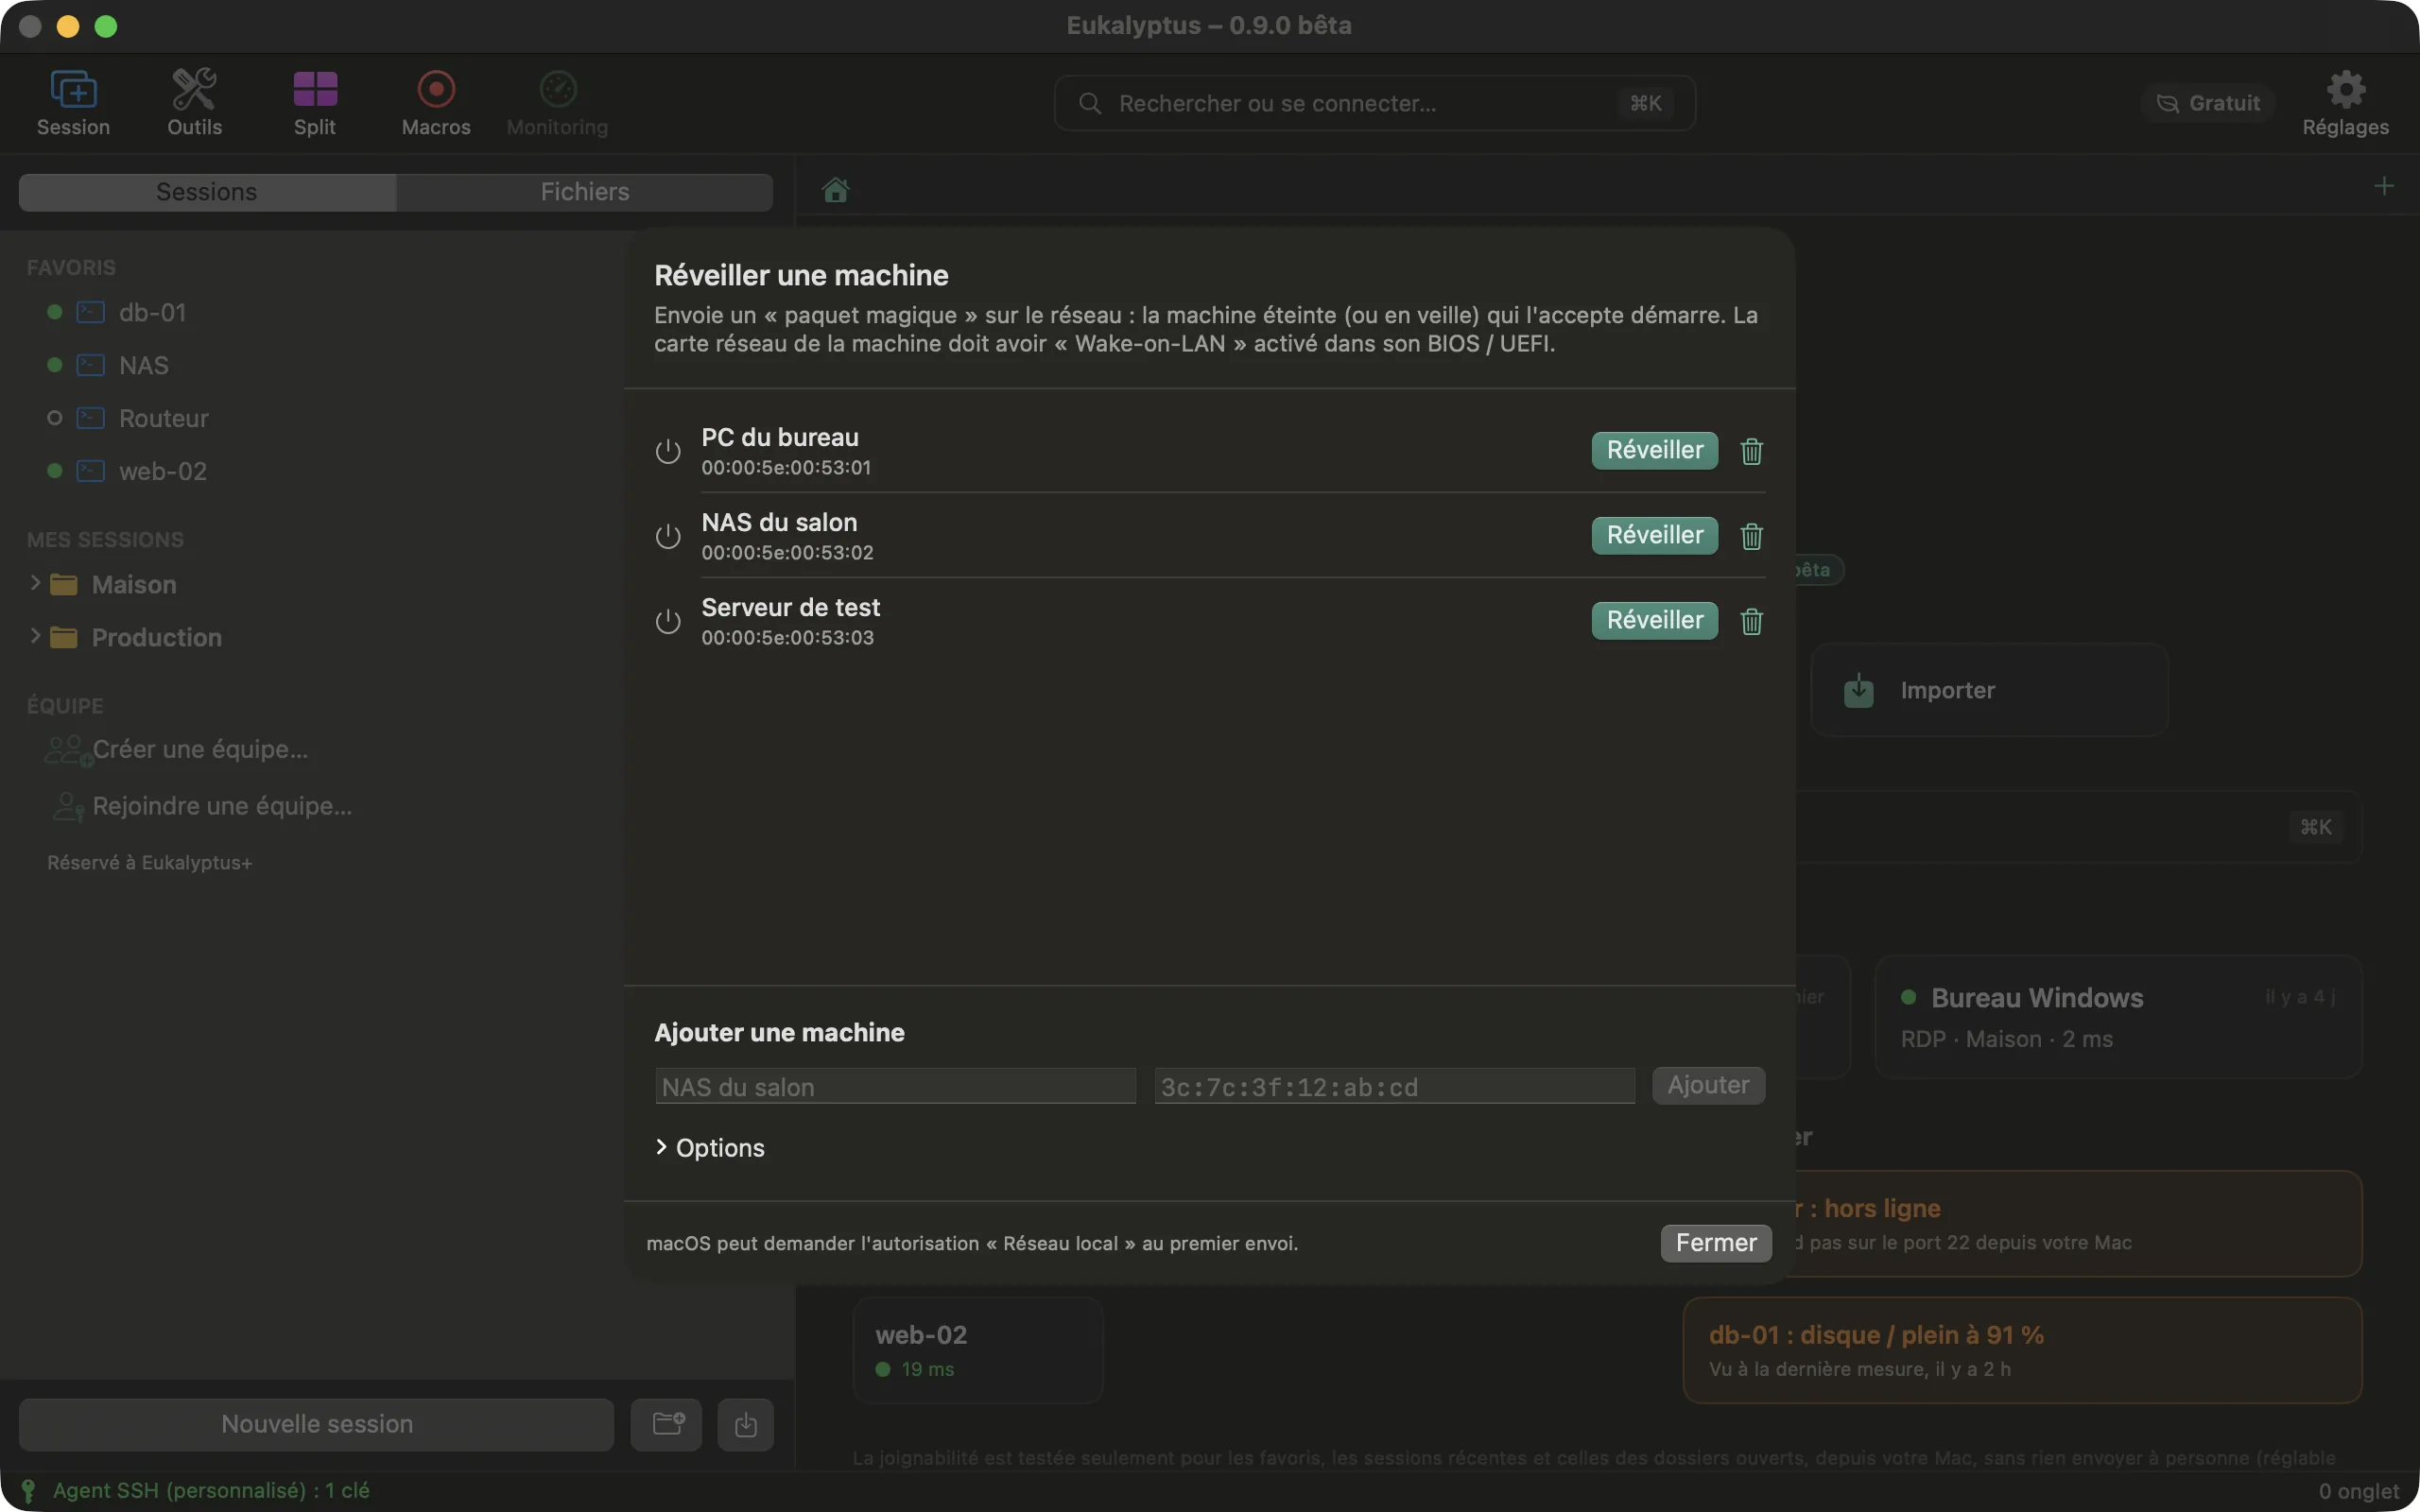 Eukalyptus – 0.9.0 bêta
Session
Outils
Split
Macros
Monitoring
Rechercher ou se connecter...
⌘K
Gratuit
Réglages
Sessions
Fichiers
FAVORIS
db-01
NAS
Routeur
web-02
MES SESSIONS
Maison
Production
ÉQUIPE
Créer une équipe...
Rejoindre une équipe...
Réservé à Eukalyptus+
Réveiller une machine
Envoie un « paquet magique » sur le réseau : la machine éteinte (ou en veille) qui l'accepte démarre. La
carte réseau de la machine doit avoir « Wake-on-LAN » activé dans son BIOS / UEFI.
PC du bureau
00:00:5e:00:53:01
Réveiller
NAS du salon
00:00:5e:00:53:02
Réveiller
Serveur de test
00:00:5e:00:53:03
Réveiller
Ajouter une machine
NAS du salon
3c:7c:3f:12:ab:cd
Ajouter
Options
macOS peut demander l'autorisation « Réseau local » au premier envoi.
Fermer
bêta
Importer
⌘K
Bureau Windows
il y a 4 j
RDP · Maison · 2 ms
: hors ligne
pas sur le port 22 depuis votre Mac
web-02
19 ms
db-01 : disque / plein à 91 %
Vu à la dernière mesure, il y a 2 h
La joignabilité est testée seulement pour les favoris, les sessions récentes et celles des dossiers ouverts, depuis votre Mac, sans rien envoyer à personne (réglable
Nouvelle session
Agent SSH (personnalisé) : 1 clé
0 onglet